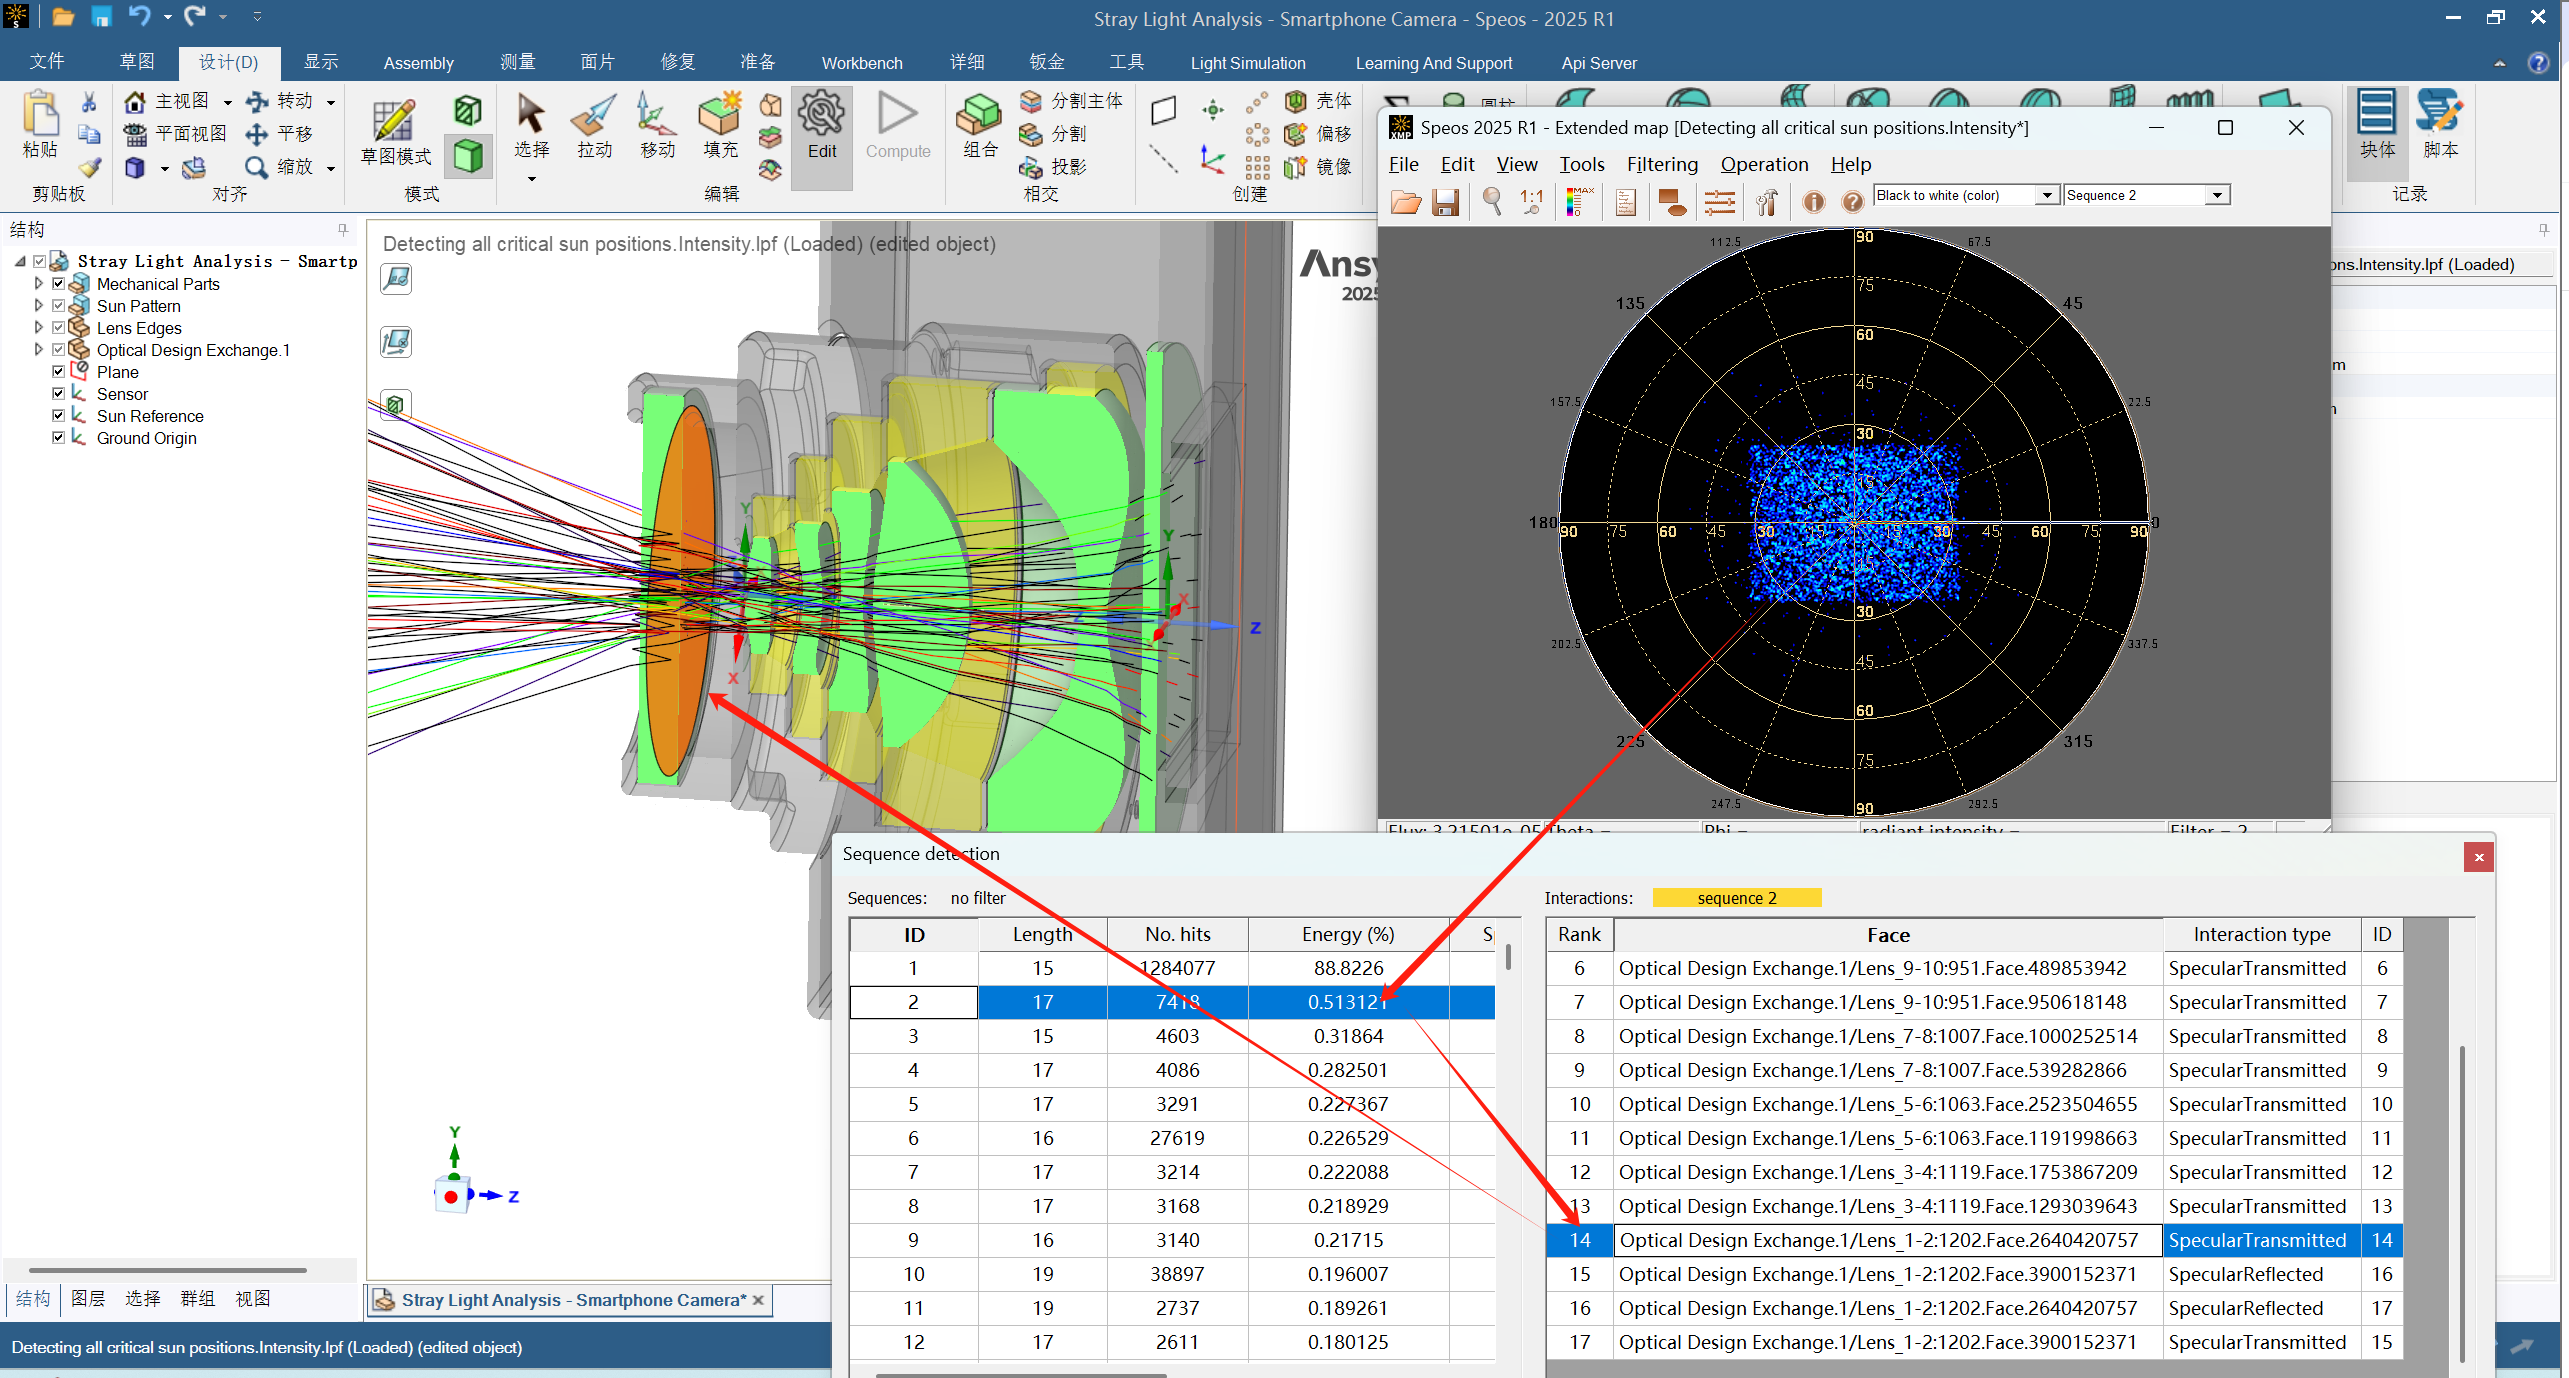 Stray Light Analysis - Smartphone Camera - Speos - 2025 R1
文件 草图 设计(D) 显示 Assembly 测量 面片 修复 准备 Workbench 详细 钣金 工具 Light Simulation Learning And Support Api Server
粘贴
剪贴板
主视图 转动
平面视图 平移
缩放
对齐
草图模式
模式
选择 拉动 移动 填充
Edit
Compute
编辑
组合
分割主体
分割
投影
相交
壳体
偏移
镜像
创建
圆柱
块体 脚本
记录
结构
Stray Light Analysis - Smartp
Mechanical Parts
Sun Pattern
Lens Edges
Optical Design Exchange.1
Plane
Sensor
Sun Reference
Ground Origin
结构 图层 选择 群组 视图
Detecting all critical sun positions.Intensity.lpf (Loaded) (edited object)
Ansy
2025
Y
X
Z
Y
X
Z
Z
Y
Z
Stray Light Analysis - Smartphone Camera*
Detecting all critical sun positions.Intensity.lpf (Loaded) (edited object)
ons.Intensity.lpf (Loaded)
m
Speos 2025 R1 - Extended map [Detecting all critical sun positions.Intensity*]
File Edit View Tools Filtering Operation Help
1:1
MAX
0
Black to white (color) Sequence 2
XMP
112.5 90 67.5
75
135 45
60
157.5 45 22.5
30
15
180 90 75 60 45 30 15 15 30 45 60 75 90 0
15
30
202.5 45 337.5
60
225 315
75
247.5 90 292.5
Flux: 3.21501e-05 Theta = Phi = radiant intensity = Filter = 2
Sequence detection
Sequences: no filter
ID Length No. hits Energy (%)
1 15 1284077 88.8226
2 17 7418 0.513121
3 15 4603 0.31864
4 17 4086 0.282501
5 17 3291 0.227367
6 16 27619 0.226529
7 17 3214 0.222088
8 17 3168 0.218929
9 16 3140 0.21715
10 19 38897 0.196007
11 19 2737 0.189261
12 17 2611 0.180125
Interactions: sequence 2
Rank Face Interaction type ID
6 Optical Design Exchange.1/Lens_9-10:951.Face.489853942 SpecularTransmitted 6
7 Optical Design Exchange.1/Lens_9-10:951.Face.950618148 SpecularTransmitted 7
8 Optical Design Exchange.1/Lens_7-8:1007.Face.1000252514 SpecularTransmitted 8
9 Optical Design Exchange.1/Lens_7-8:1007.Face.539282866 SpecularTransmitted 9
10 Optical Design Exchange.1/Lens_5-6:1063.Face.2523504655 SpecularTransmitted 10
11 Optical Design Exchange.1/Lens_5-6:1063.Face.1191998663 SpecularTransmitted 11
12 Optical Design Exchange.1/Lens_3-4:1119.Face.1753867209 SpecularTransmitted 12
13 Optical Design Exchange.1/Lens_3-4:1119.Face.1293039643 SpecularTransmitted 13
14 Optical Design Exchange.1/Lens_1-2:1202.Face.2640420757 SpecularTransmitted 14
15 Optical Design Exchange.1/Lens_1-2:1202.Face.3900152371 SpecularReflected 16
16 Optical Design Exchange.1/Lens_1-2:1202.Face.2640420757 SpecularReflected 17
17 Optical Design Exchange.1/Lens_1-2:1202.Face.3900152371 SpecularTransmitted 15